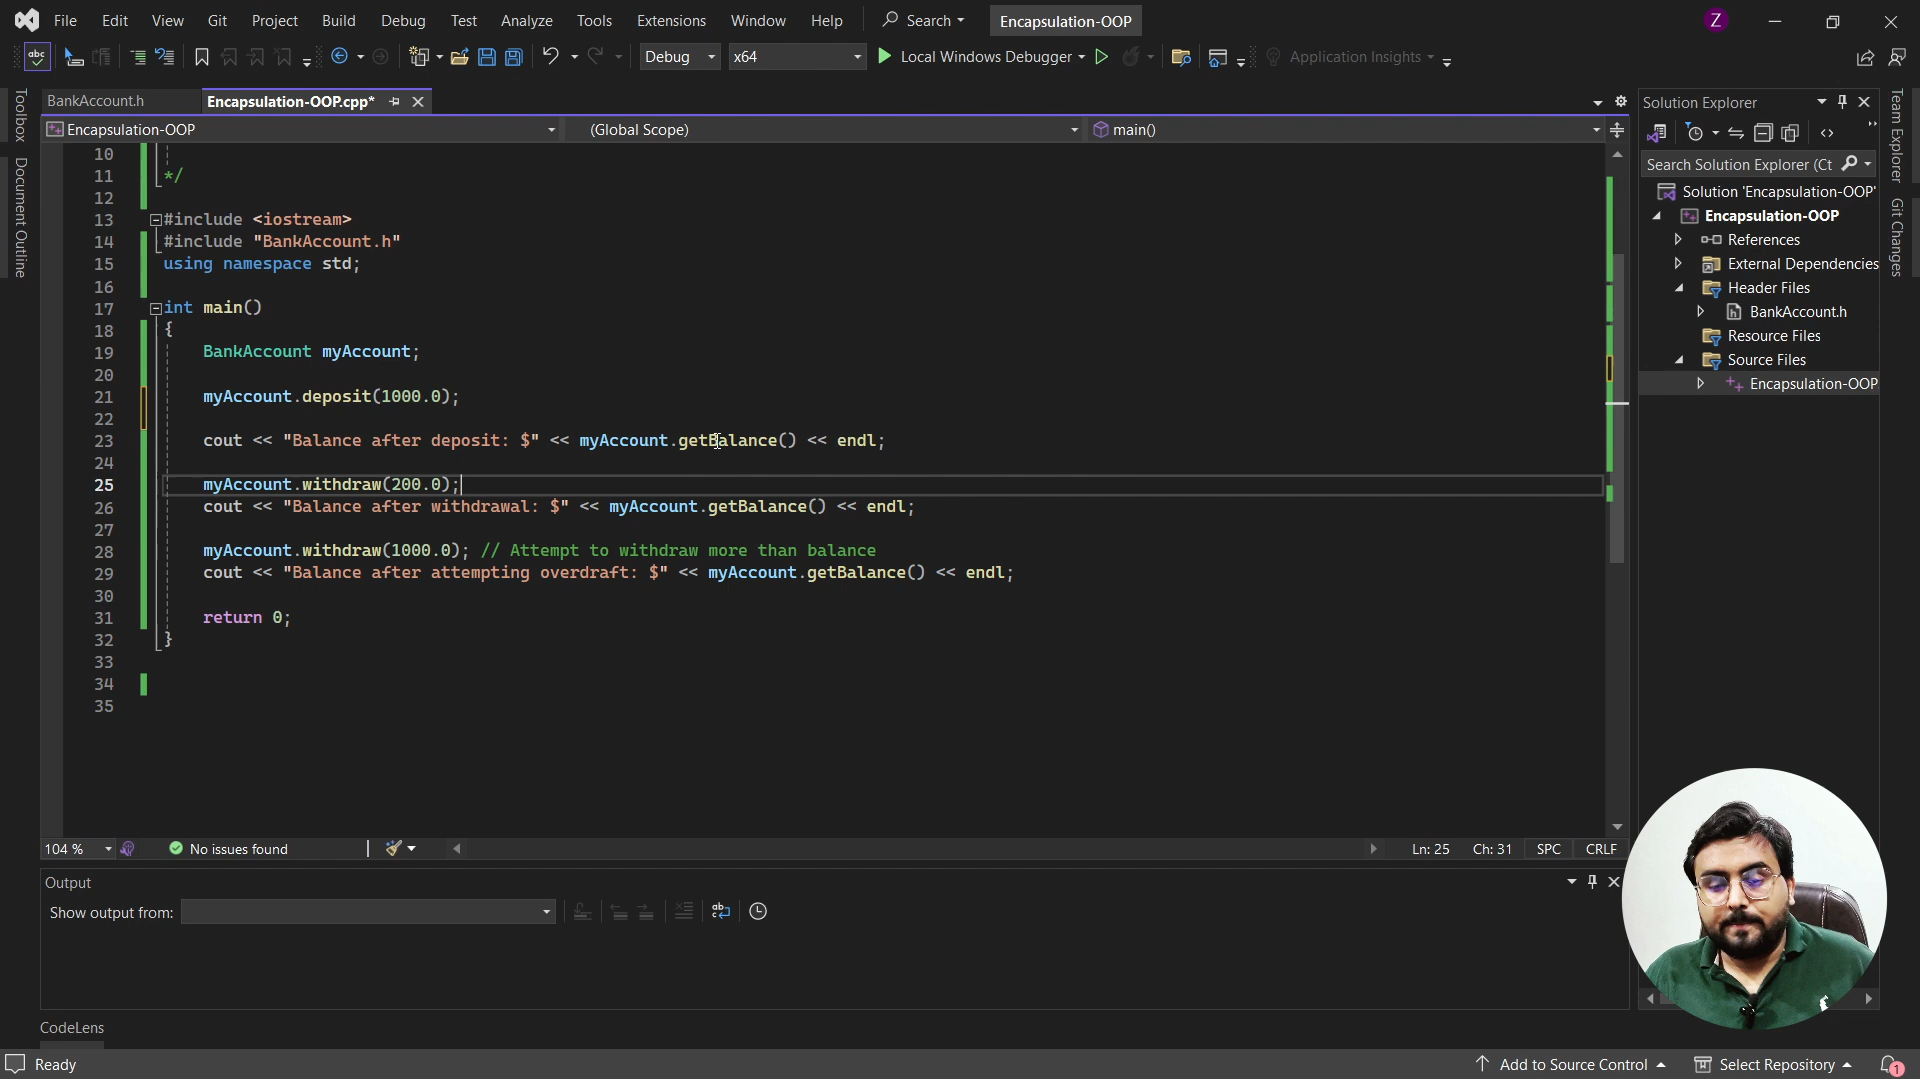 File Edit View Git Project Build Debug Test Analyze Tools Extensions Window Help Search Encapsulation-OOP Z
abc Debug x64 Local Windows Debugger Application Insights
BankAccount.h Encapsulation-OOP.cpp*
Encapsulation-OOP (Global Scope) main()
10
11 */
12
13 #include <iostream>
14 #include "BankAccount.h"
15 using namespace std;
16
17 int main()
18 {
19 BankAccount myAccount;
20
21 myAccount.deposit(1000.0);
22
23 cout << "Balance after deposit: $" << myAccount.getBalance() << endl;
24
25 myAccount.withdraw(200.0);
26 cout << "Balance after withdrawal: $" << myAccount.getBalance() << endl;
27
28 myAccount.withdraw(1000.0); // Attempt to withdraw more than balance
29 cout << "Balance after attempting overdraft: $" << myAccount.getBalance() << endl;
30
31 return 0;
32 }
33
34
35
104 % No issues found Ln: 25 Ch: 31 SPC CRLF
Output
Show output from:
CodeLens
Ready Add to Source Control Select Repository 1
Toolbox
Document Outline
Solution Explorer
Search Solution Explorer (Ct
Solution 'Encapsulation-OOP'
Encapsulation-OOP
References
External Dependencies
Header Files
BankAccount.h
Resource Files
Source Files
Encapsulation-OOP
Team Explorer
Git Changes